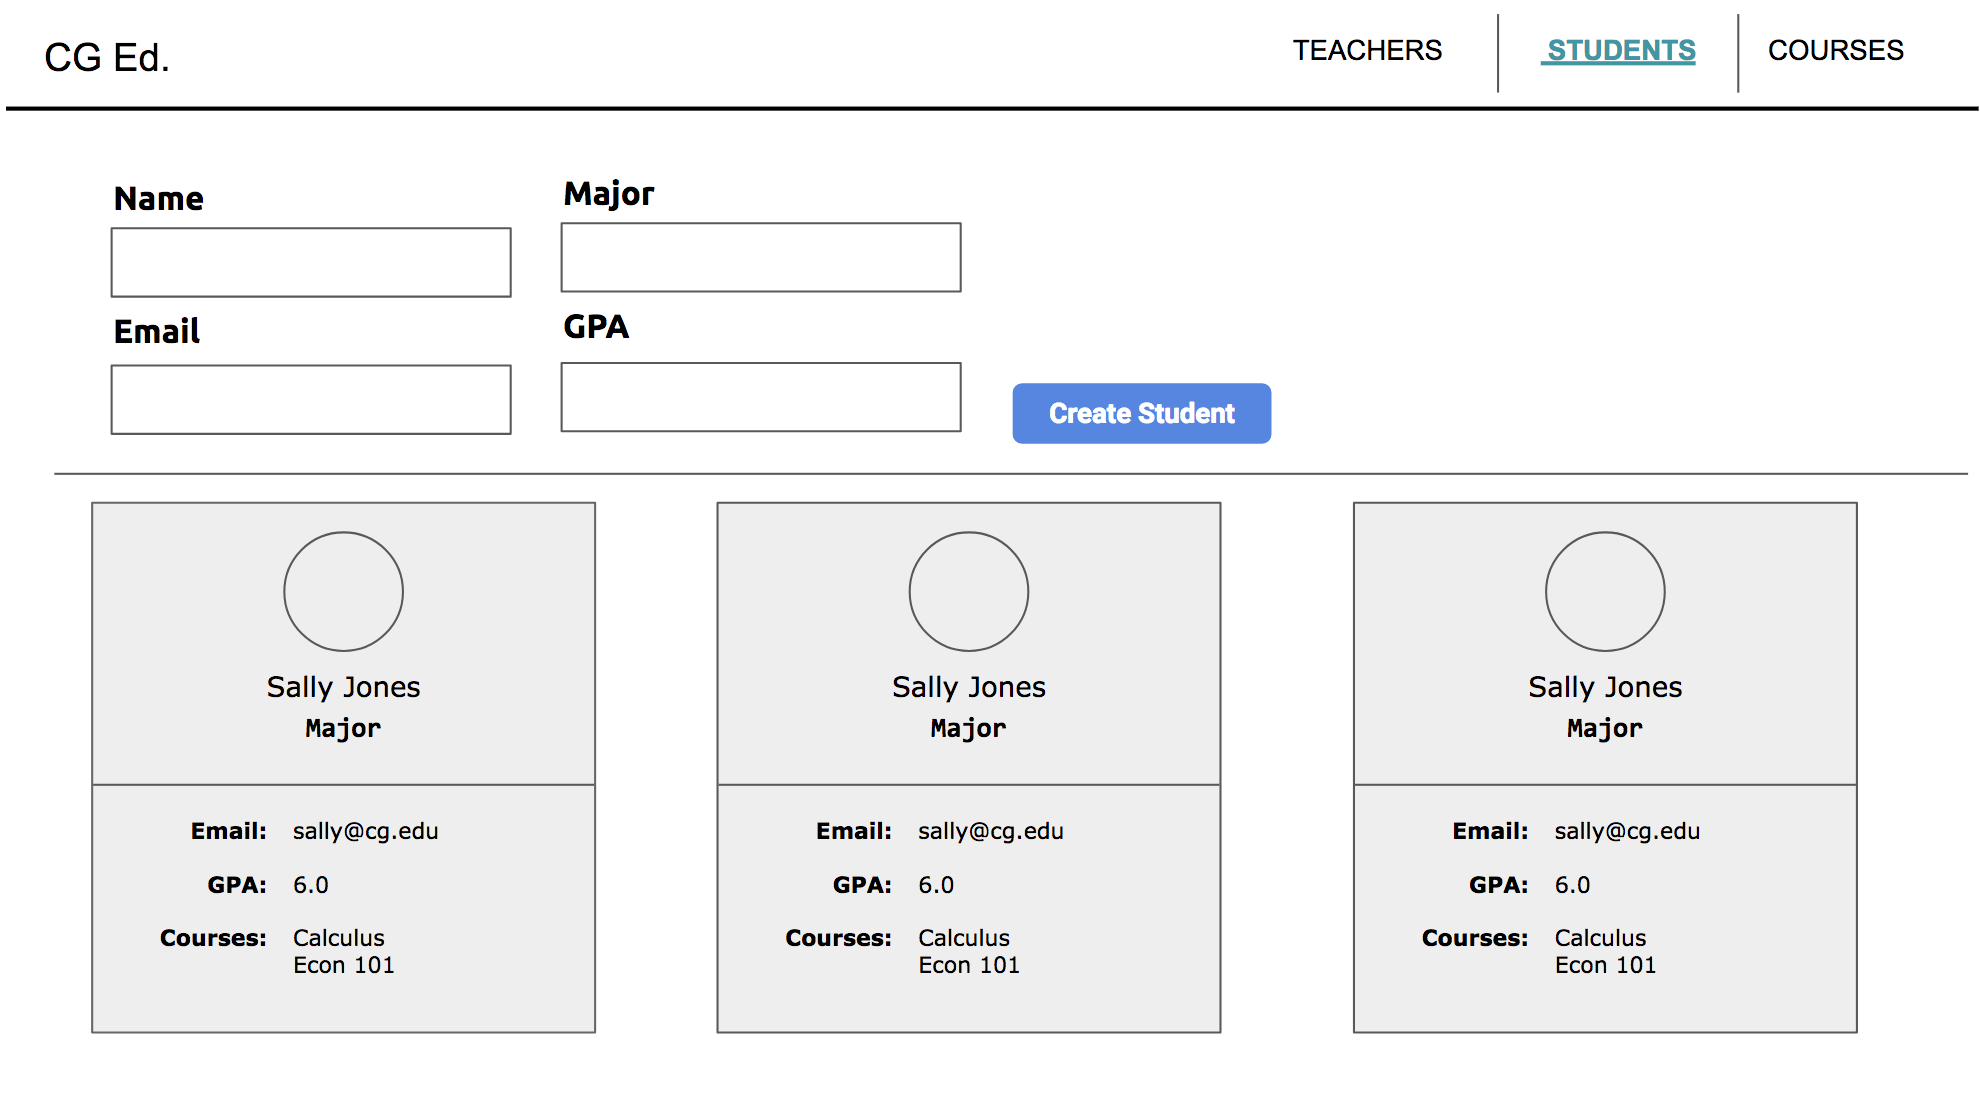 CG Ed.
TEACHERS
STUDENTS
COURSES
Name
Major
Email
GPA
Create Student
Sally Jones
Major
Email: sally@cg.edu
GPA: 6.0
Courses: Calculus
Econ 101
Sally Jones
Major
Email: sally@cg.edu
GPA: 6.0
Courses: Calculus
Econ 101
Sally Jones
Major
Email: sally@cg.edu
GPA: 6.0
Courses: Calculus
Econ 101